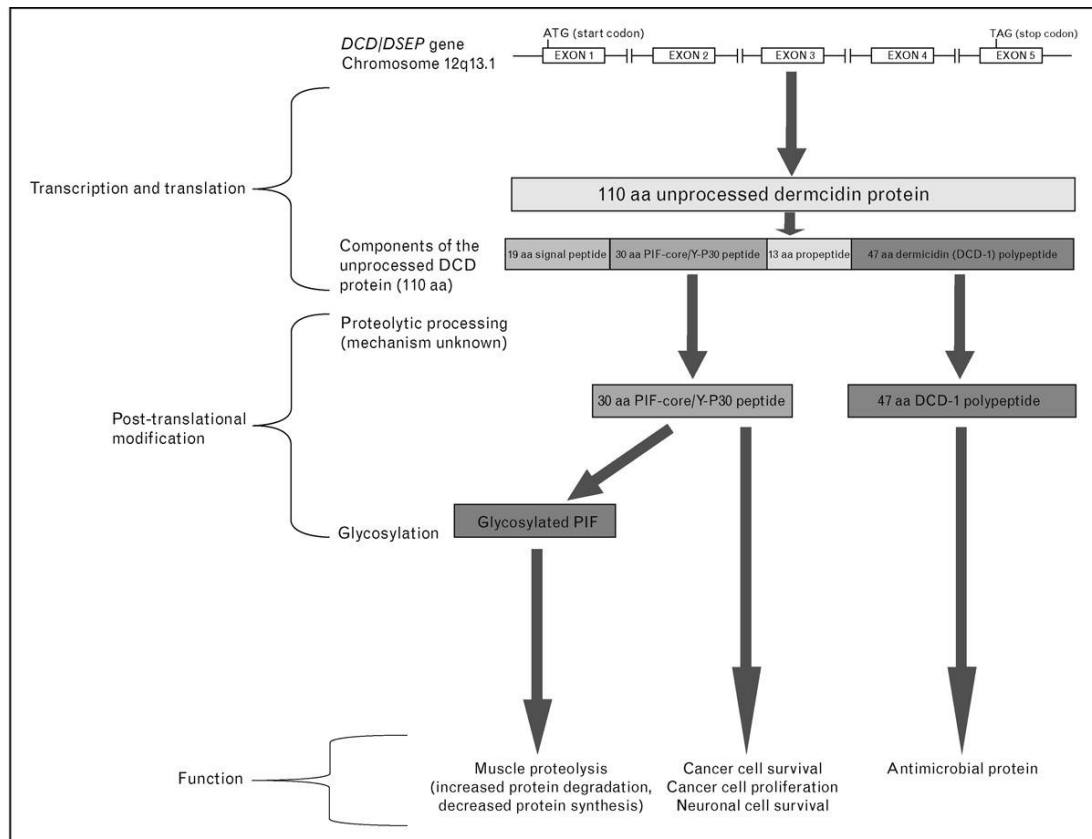 DCD/DSEP gene
Chromosome 12q13.1
ATG (start codon)
TAG (stop codon)
EXON 1
EXON 2
EXON 3
EXON 4
EXON 5
Transcription and translation
110 aa unprocessed dermcidin protein
Components of the
unprocessed DCD
protein (110 aa)
19 aa signal peptide
30 aa PIF-core/Y-P30 peptide
13 aa propeptide
47 aa dermicidin (DCD-1) polypeptide
Proteolytic processing
(mechanism unknown)
Post-translational
modification
30 aa PIF-core/Y-P30 peptide
47 aa DCD-1 polypeptide
Glycosylation
Glycosylated PIF
Function
Muscle proteolysis
(increased protein degradation,
decreased protein synthesis)
Cancer cell survival
Cancer cell proliferation
Neuronal cell survival
Antimicrobial protein